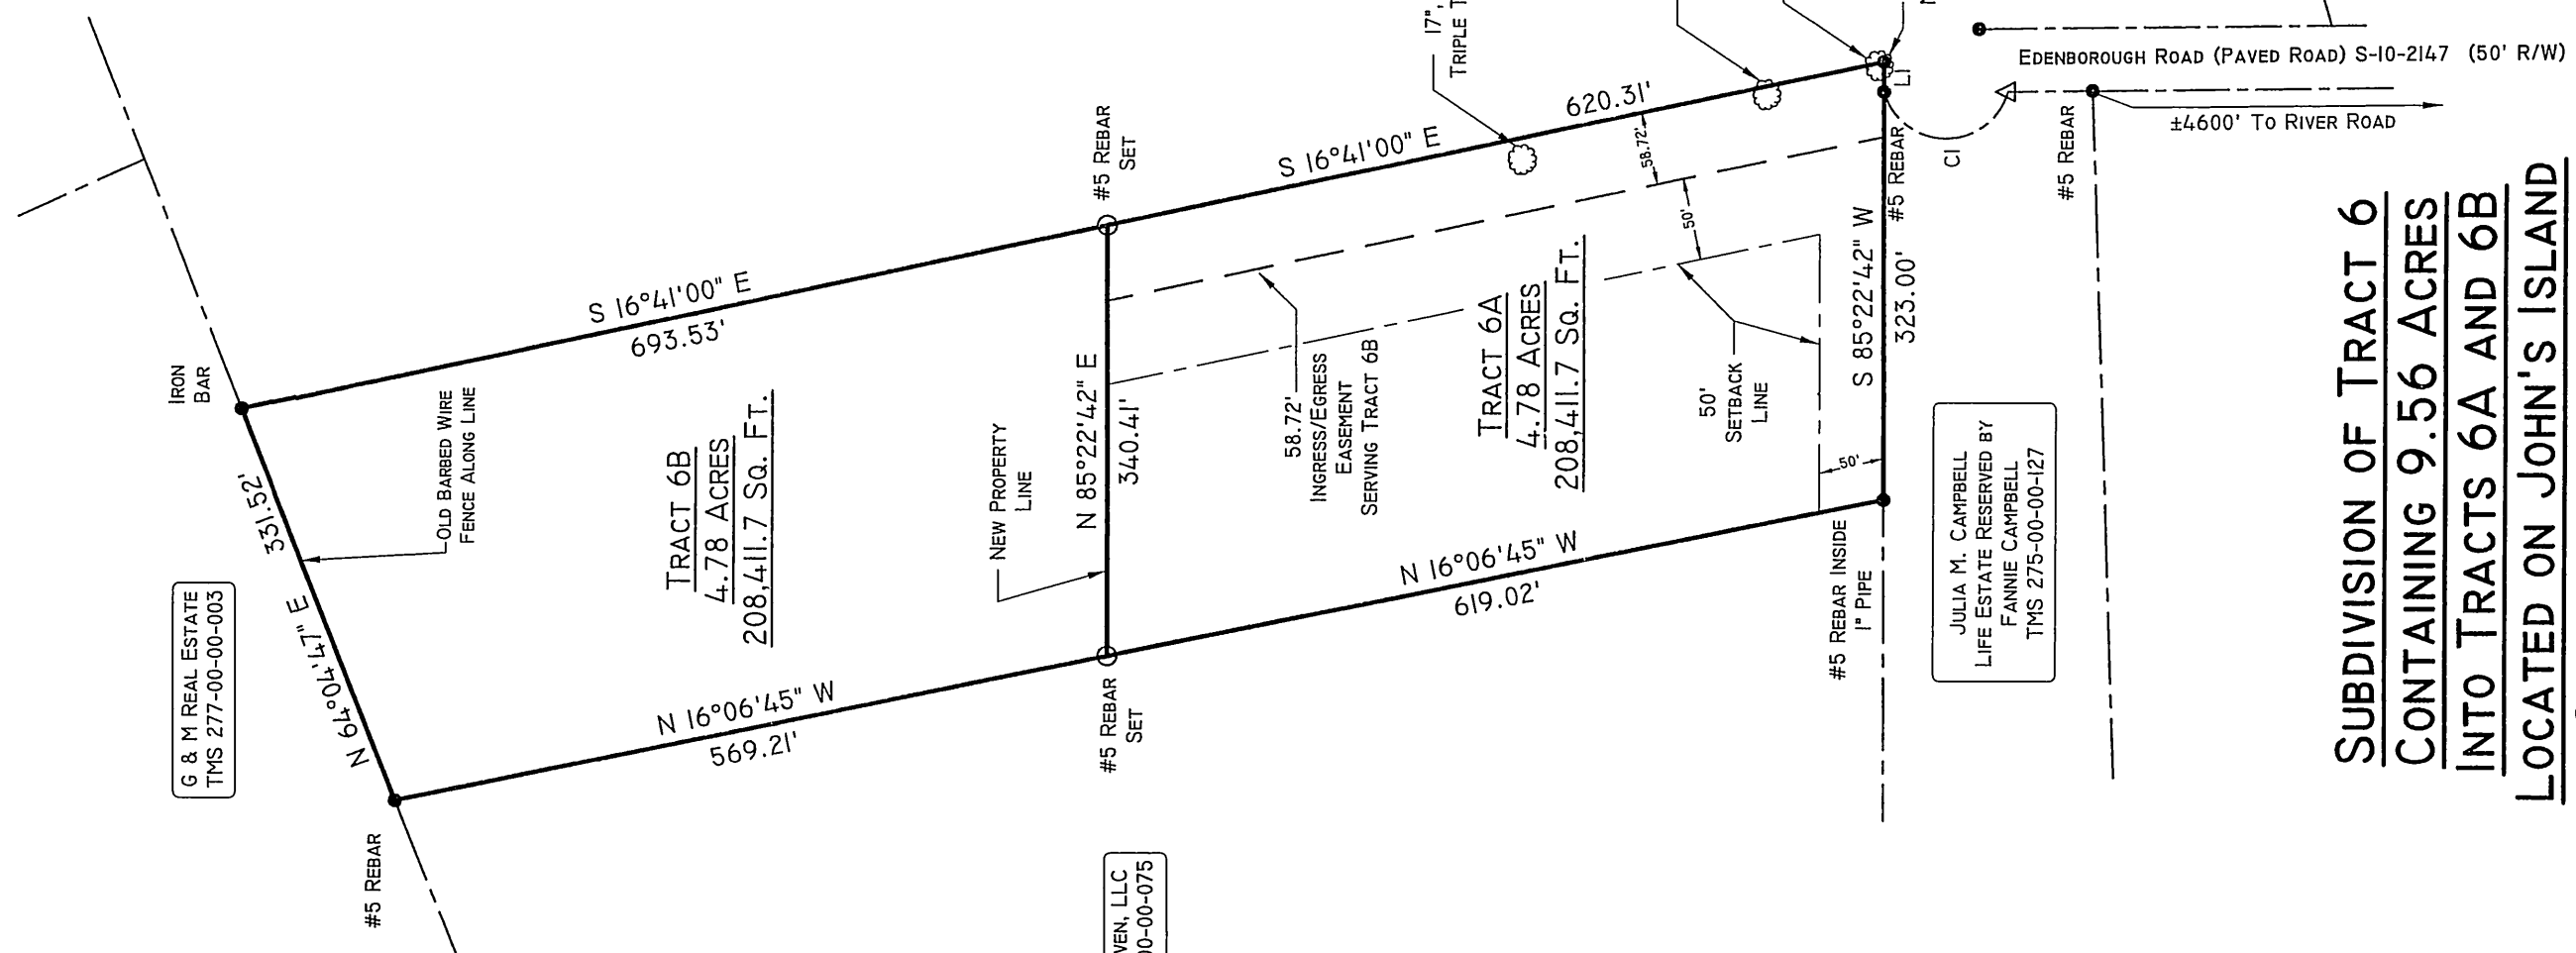 G & M REAL ESTATE
TMS 277-00-00-003
IRON
BAR
#5 REBAR
N 64°04'47" E
331.52'
OLD BARBED WIRE
FENCE ALONG LINE
S 16°41'00" E
693.53'
TRACT 6B
4.78 ACRES
208,411.7 SQ. FT.
N 16°06'45" W
569.21'
NEW PROPERTY
LINE
#5 REBAR
SET
N 85°22'42" E
340.41'
#5 REBAR
SET
VEN, LLC
00-00-075
58.72'
INGRESS/EGRESS
EASEMENT
SERVING TRACT 6B
S 16°41'00" E
620.31'
17",
TRIPLE T
58.72'
50'
TRACT 6A
4.78 ACRES
208,411.7 SQ. FT.
N 16°06'45" W
619.02'
50'
SETBACK
LINE
50'
#5 REBAR INSIDE
1" PIPE
S 85°22'42" W
323.00'
#5 REBAR
L1
C1
JULIA M. CAMPBELL
LIFE ESTATE RESERVED BY
FANNIE CAMPBELL
TMS 275-00-00-127
EDENBOROUGH ROAD (PAVED ROAD) S-10-2147 (50' R/W)
±4600' TO RIVER ROAD
#5 REBAR
SUBDIVISION OF TRACT 6
CONTAINING 9.56 ACRES
INTO TRACTS 6A AND 6B
LOCATED ON JOHN'S ISLAND